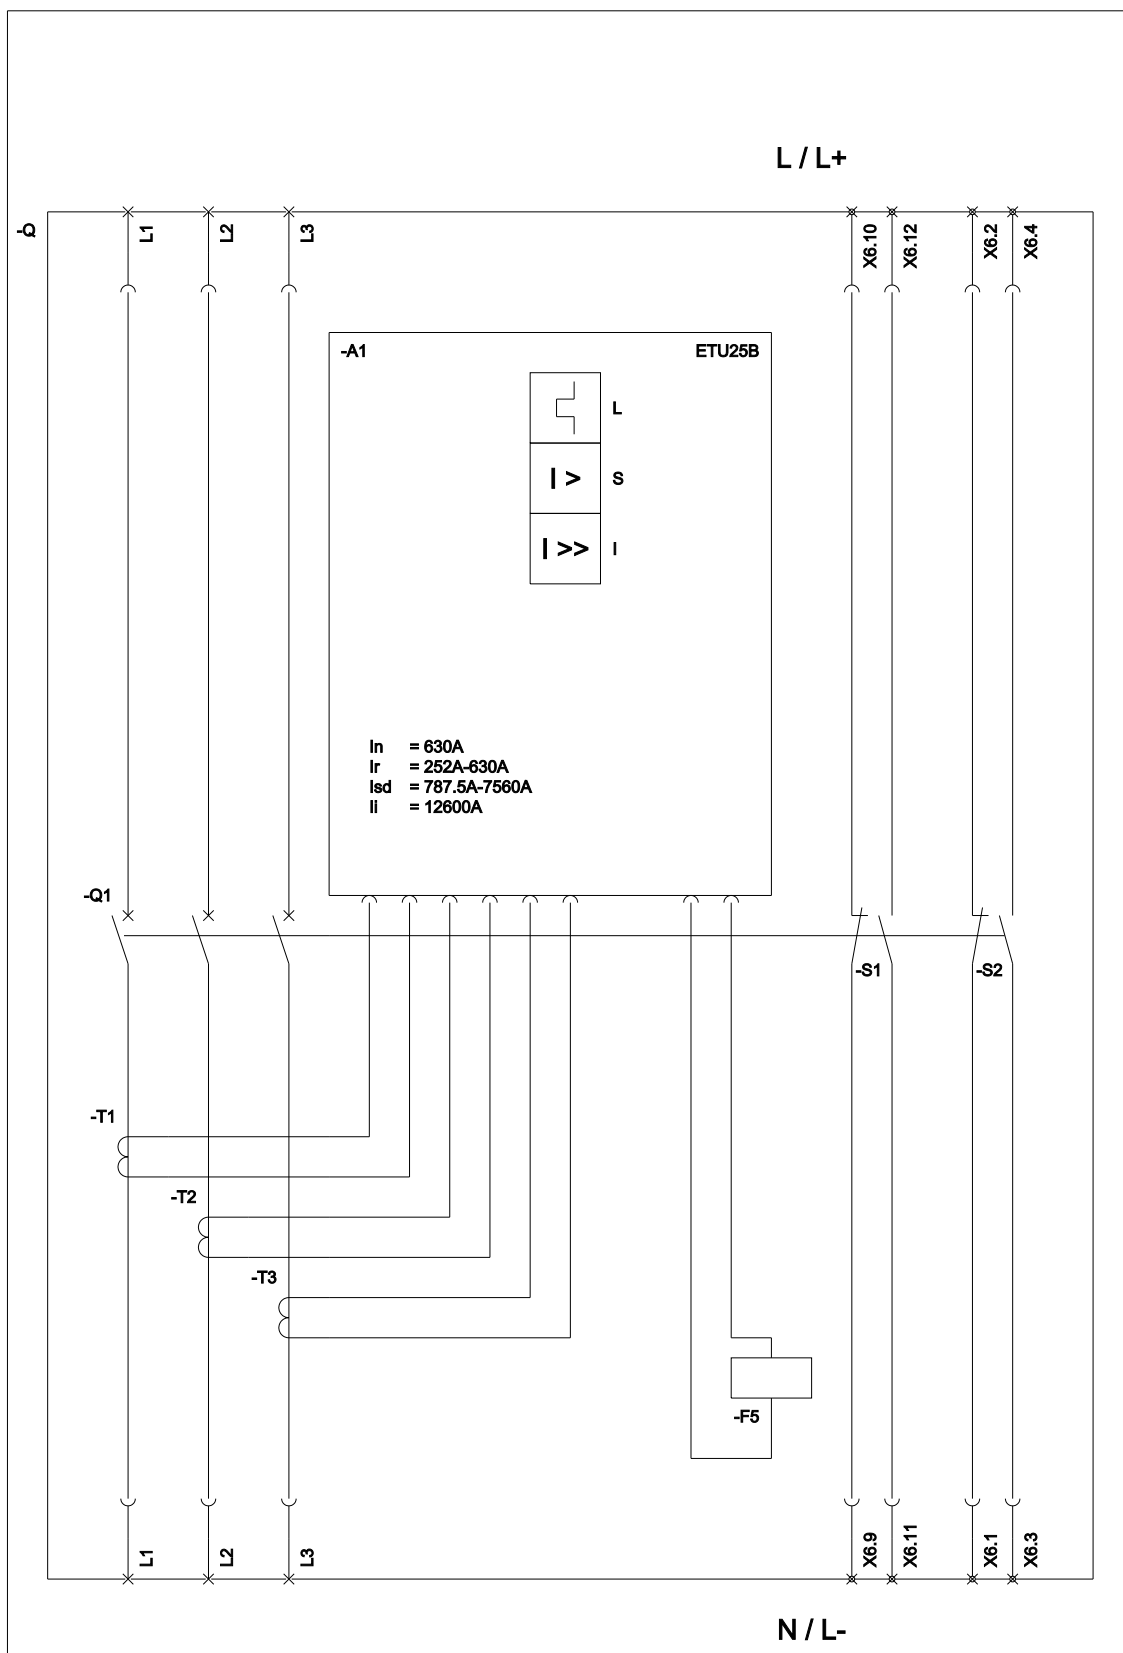 L / L+
-Q
L1
L2
L3
X6.10
X6.12
X6.2
X6.4
-A1 ETU25B
L
I > S
I >> I
In = 630A
Ir = 252A-630A
Isd = 787.5A-7560A
Ii = 12600A
-Q1
-S1
-S2
-T1
-T2
-T3
-F5
L1
L2
L3
X6.9
X6.11
X6.1
X6.3
N / L-